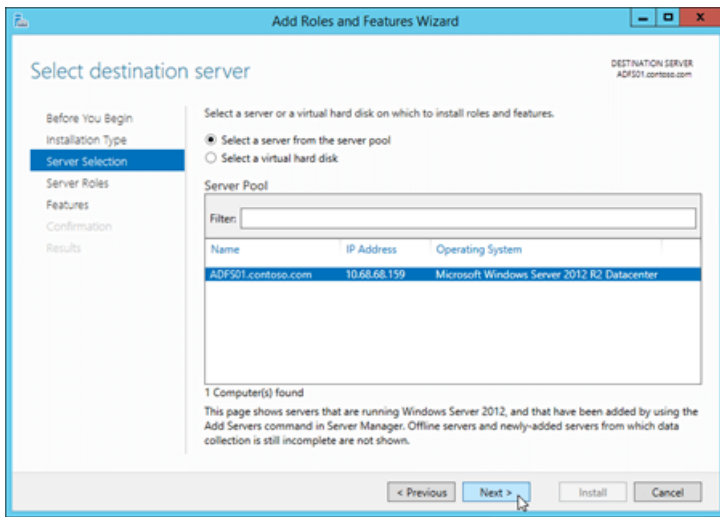 Add Roles and Features Wizard
Select destination server
DESTINATION SERVER
ADFS01.contoso.com
Before You Begin
Installation Type
Server Selection
Server Roles
Features
Confirmation
Results
Select a server or a virtual hard disk on which to install roles and features.
Select a server from the server pool
Select a virtual hard disk
Server Pool
Filter:
Name IP Address Operating System
ADFS01.contoso.com 10.68.68.159 Microsoft Windows Server 2012 R2 Datacenter
1 Computer(s) found
This page shows servers that are running Windows Server 2012, and that have been added by using the
Add Servers command in Server Manager. Offline servers and newly-added servers from which data
collection is still incomplete are not shown.
< Previous Next > Install Cancel